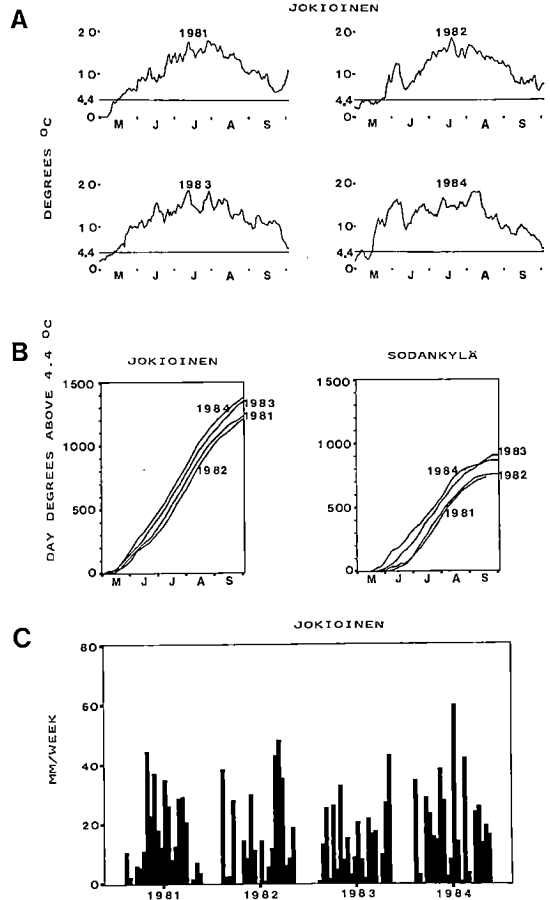 A
JOKIOINEN
DEGREES °C
1981
20
10
4,4
0
M J J A S
1982
20
10
4,4
0
M J J A S
1983
20
10
4,4
0
M J J A S
1984
20
10
4,4
0
M J J A S
B
DAY DEGREES ABOVE 4.4 °C
JOKIOINEN
1500
1000
500
0
1984
1983
1981
1982
M J J A S
SODANKYLÄ
1500
1000
500
0
1984
1983
1982
1981
M J J A S
C
JOKIOINEN
MM/WEEK
80
60
40
20
0
1981 1982 1983 1984